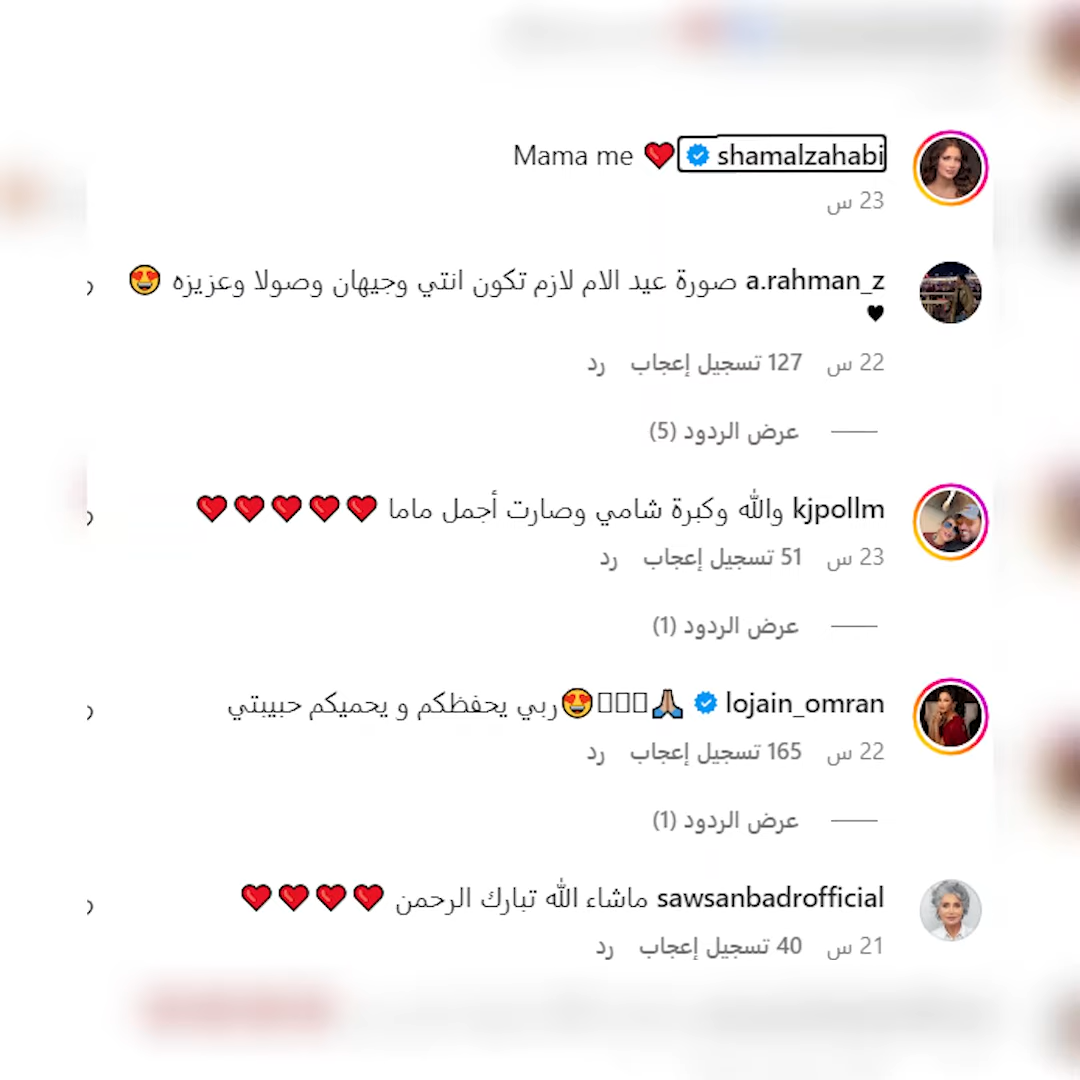 shamalzahabi ❤️ Mama me
23 س
a.rahman_z صورة عيد الام لازم تكون انتي وجيهان وصولا وعزيزه 😍
♥
22 س 127 تسجيل إعجاب رد
عرض الردود (5)
kjpollm والله وكبرة شامي وصارت أجمل ماما ❤️❤️❤️❤️❤️
23 س 51 تسجيل إعجاب رد
عرض الردود (1)
lojain_omran 🙏🏼▯▯▯😍ربي يحفظكم و يحميكم حبيبتي
22 س 165 تسجيل إعجاب رد
عرض الردود (1)
sawsanbadrofficial ماشاء الله تبارك الرحمن ❤️❤️❤️❤️
21 س 40 تسجيل إعجاب رد